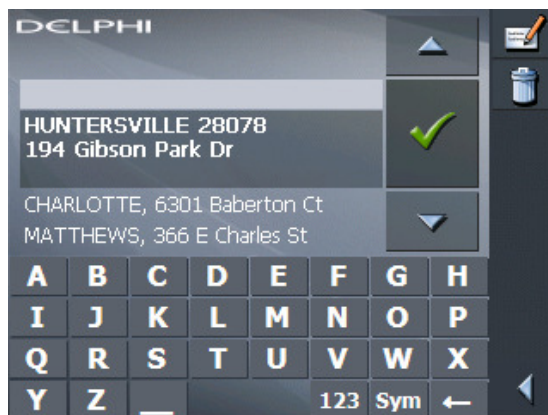 DELPHI
HUNTERSVILLE 28078
194 Gibson Park Dr
CHARLOTTE, 6301 Baberton Ct
MATTHEWS, 366 E Charles St
A B C D E F G H
I J K L M N O P
Q R S T U V W X
Y Z _ 123 Sym ←